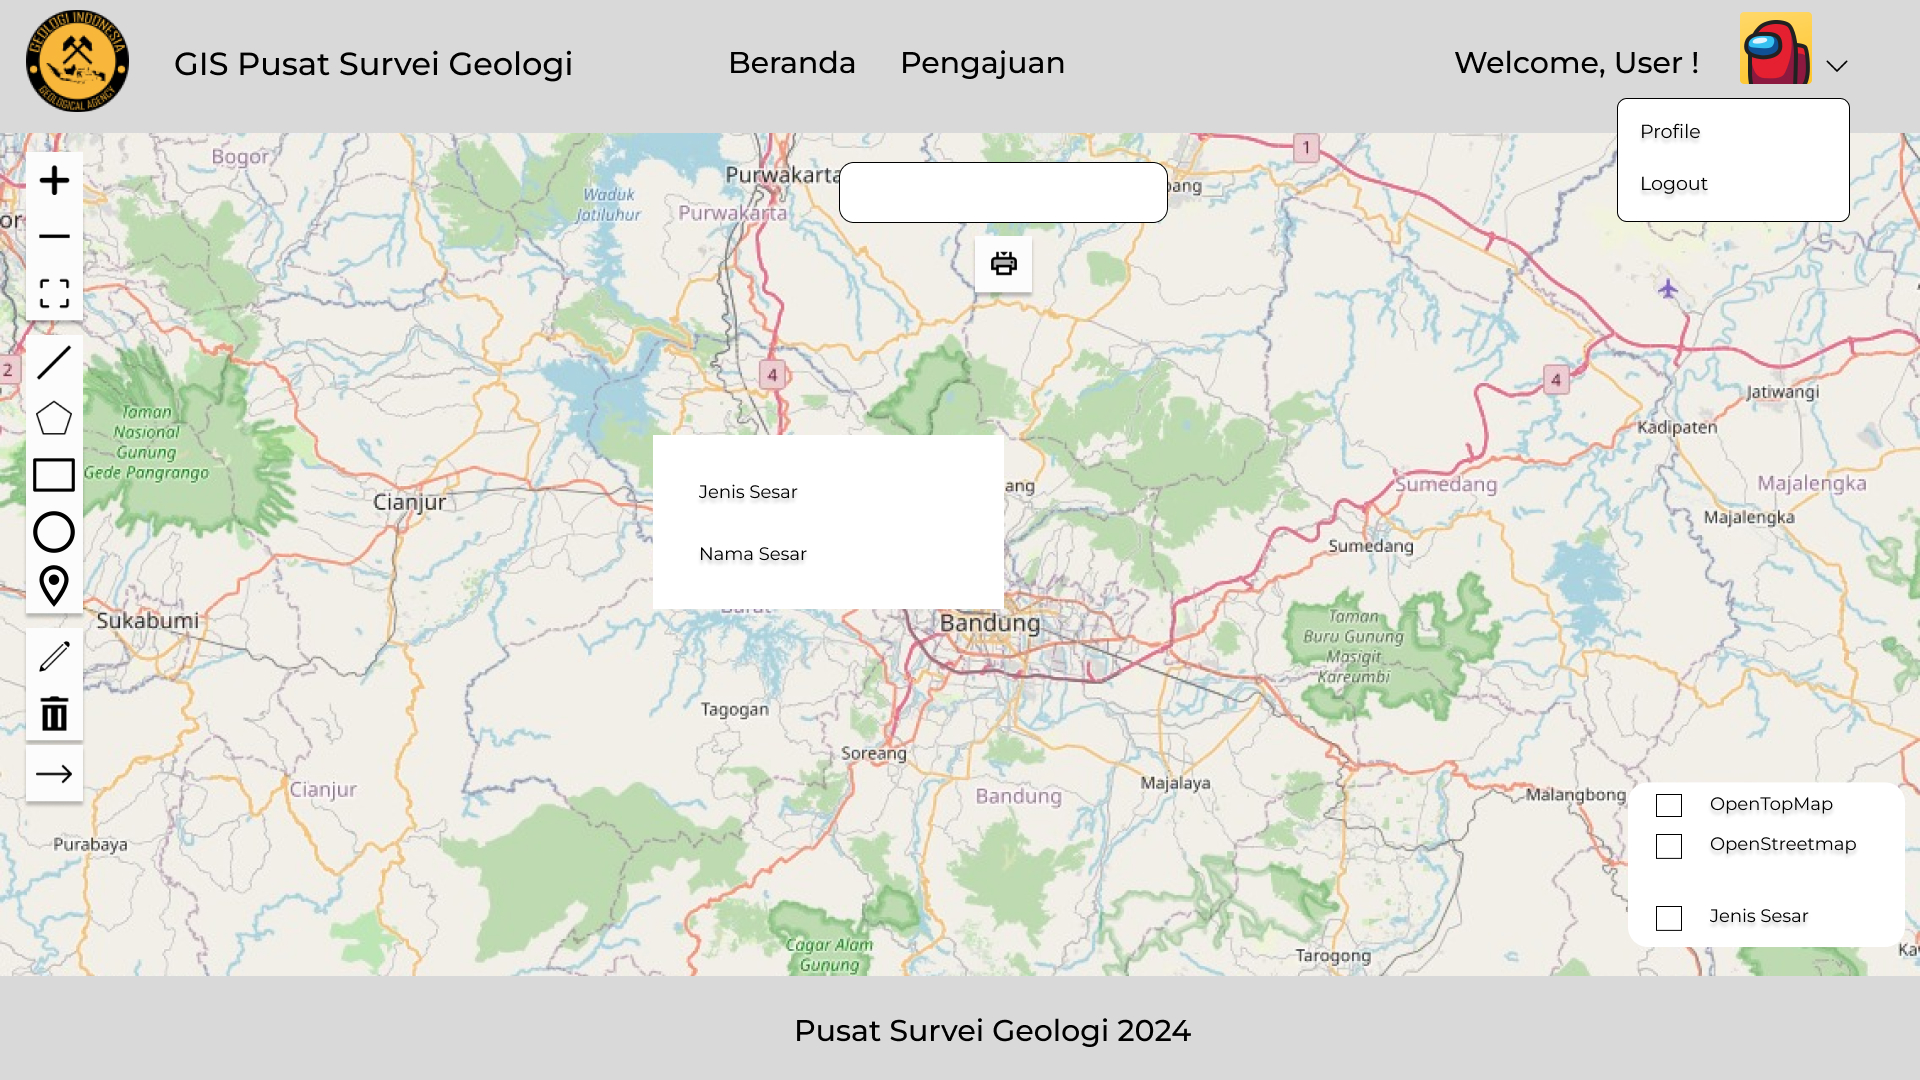 GEOLOGI INDONESIA
GEOLOGICAL AGENCY
GIS Pusat Survei Geologi
Beranda
Pengajuan
Welcome, User !
Profile
Logout
Bogor
Purwakarta
Waduk
Jatiluhur
Purwakarta
1
2
4
4
Taman
Nasional
Gunung
Gede Pangrango
Cianjur
Jatiwangi
Kadipaten
Sumedang
Majalengka
Majalengka
Sumedang
Jenis Sesar
Nama Sesar
Barat
Sukabumi
Bandung
Taman
Buru Gunung
Masigit
Kareumbi
Tagogan
Soreang
Majalaya
Cianjur
Bandung
Malangbong
Purabaya
Cagar Alam
Gunung
Tarogong
OpenTopMap
OpenStreetmap
Jenis Sesar
Pusat Survei Geologi 2024